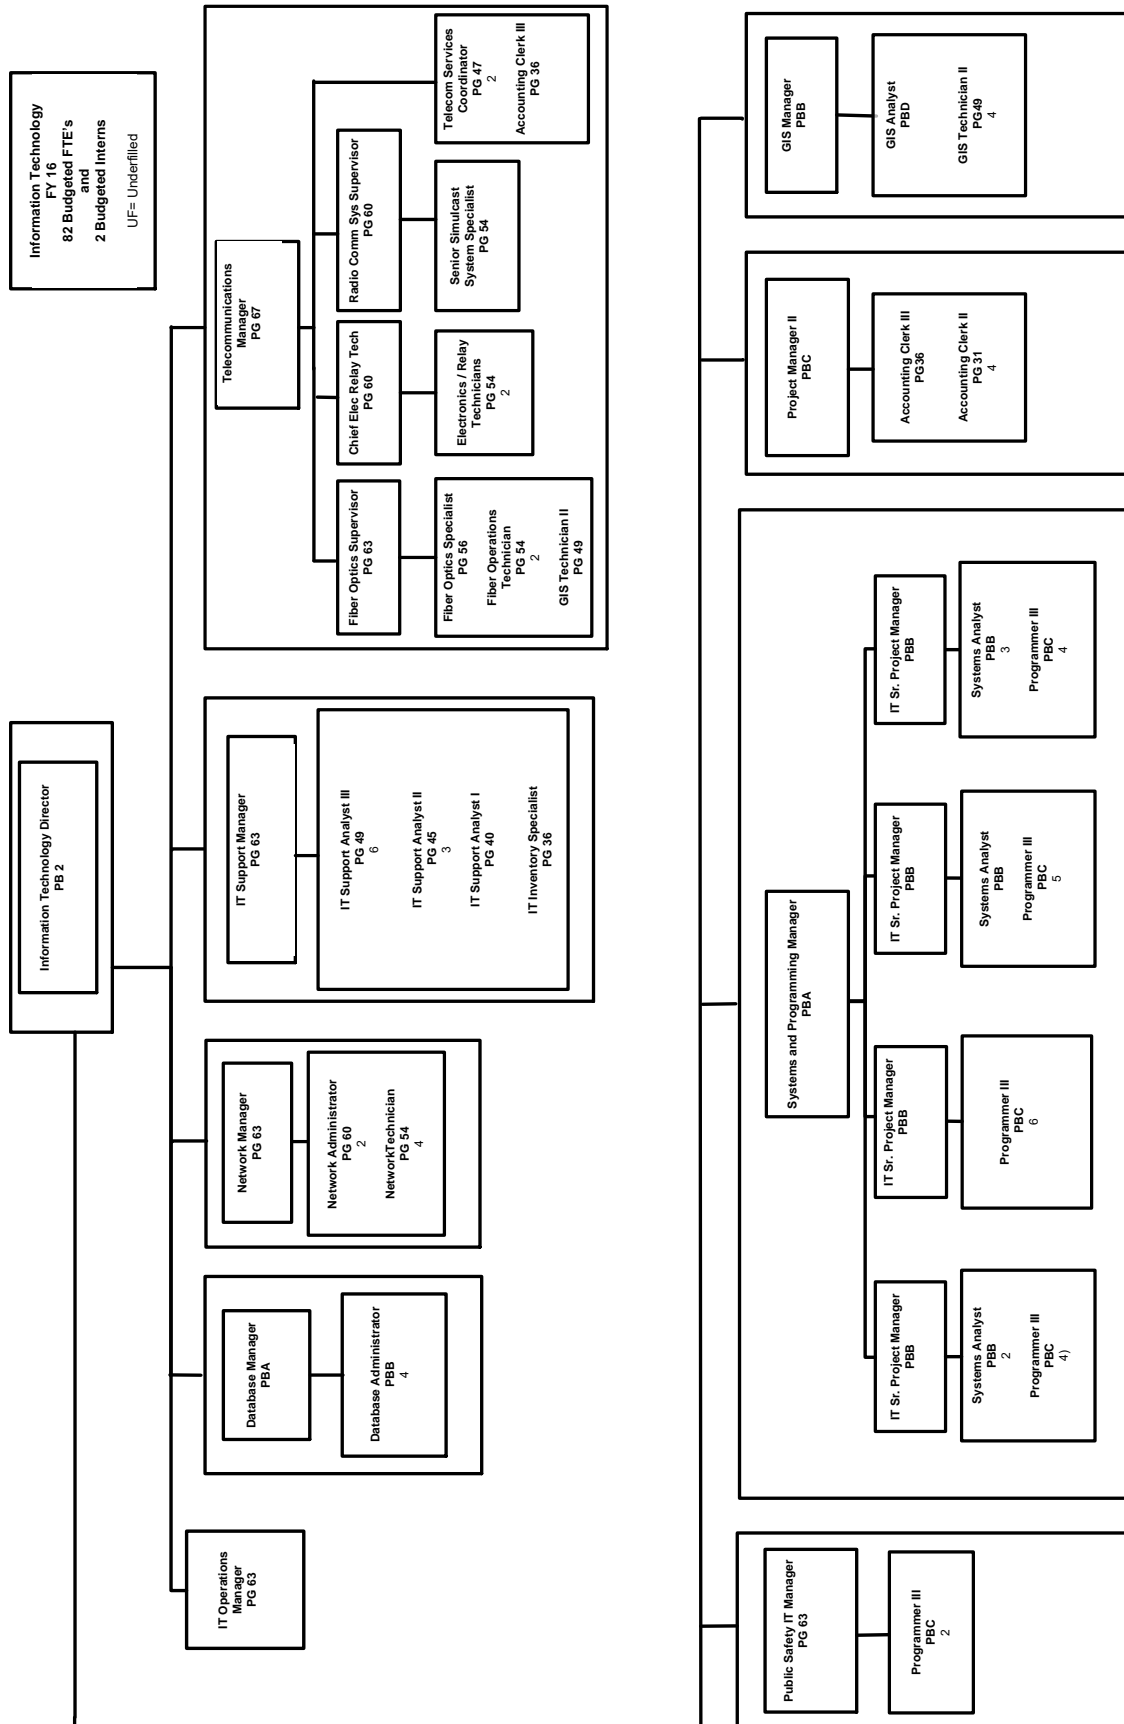 Information Technology
FY 16
82 Budgeted FTE's
and
2 Budgeted Interns
UF= Underfilled
Information Technology Director
PB 2
IT Operations
Manager
PG 63
Database Manager
PBA
Database Administrator
PBB
4
Network Manager
PG 63
Network Administrator
PG 60
2
NetworkTechnician
PG 54
4
IT Support Manager
PG 63
IT Support Analyst III
PG 49
6
IT Support Analyst II
PG 45
3
IT Support Analyst I
PG 40
IT Inventory Specialist
PG 36
Telecommunications
Manager
PG 67
Fiber Optics Supervisor
PG 63
Fiber Optics Specialist
PG 56
Fiber Operations
Technician
PG 54
2
GIS Technician II
PG 49
Chief Elec Relay Tech
PG 60
Electronics / Relay
Technicians
PG 54
2
Radio Comm Sys Supervisor
PG 60
Senior Simulcast
System Specialist
PG 54
Telecom Services
Coordinator
PG 47
2
Accounting Clerk III
PG 36
Public Safety IT Manager
PG 63
Programmer III
PBC
2
Systems and Programming Manager
PBA
IT Sr. Project Manager
PBB
Systems Analyst
PBB
2
Programmer III
PBC
4)
IT Sr. Project Manager
PBB
Programmer III
PBC
6
IT Sr. Project Manager
PBB
Systems Analyst
PBB
Programmer III
PBC
5
IT Sr. Project Manager
PBB
Systems Analyst
PBB
3
Programmer III
PBC
4
Project Manager II
PBC
Accounting Clerk III
PG36
Accounting Clerk II
PG 31
4
GIS Manager
PBB
GIS Analyst
PBD
GIS Technician II
PG49
4